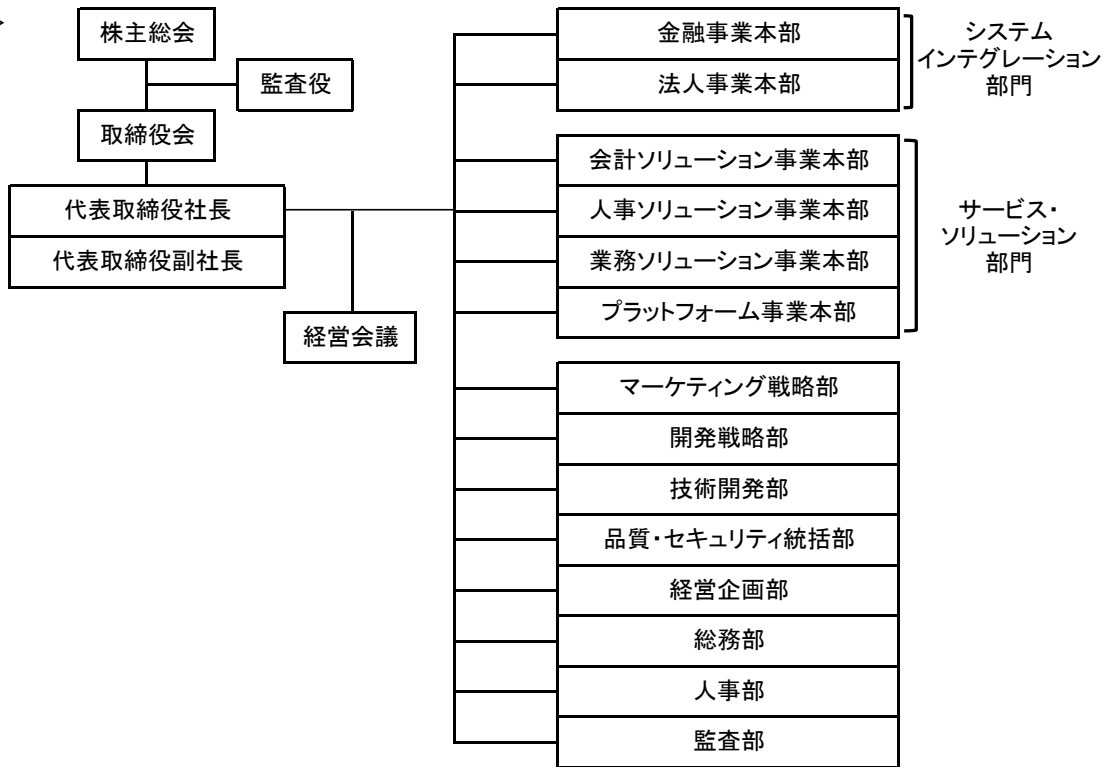 株主総会
監査役
取締役会
代表取締役社長
代表取締役副社長
経営会議
金融事業本部
法人事業本部
システム
インテグレーション
部門
会計ソリューション事業本部
人事ソリューション事業本部
業務ソリューション事業本部
プラットフォーム事業本部
サービス・
ソリューション
部門
マーケティング戦略部
開発戦略部
技術開発部
品質・セキュリティ統括部
経営企画部
総務部
人事部
監査部